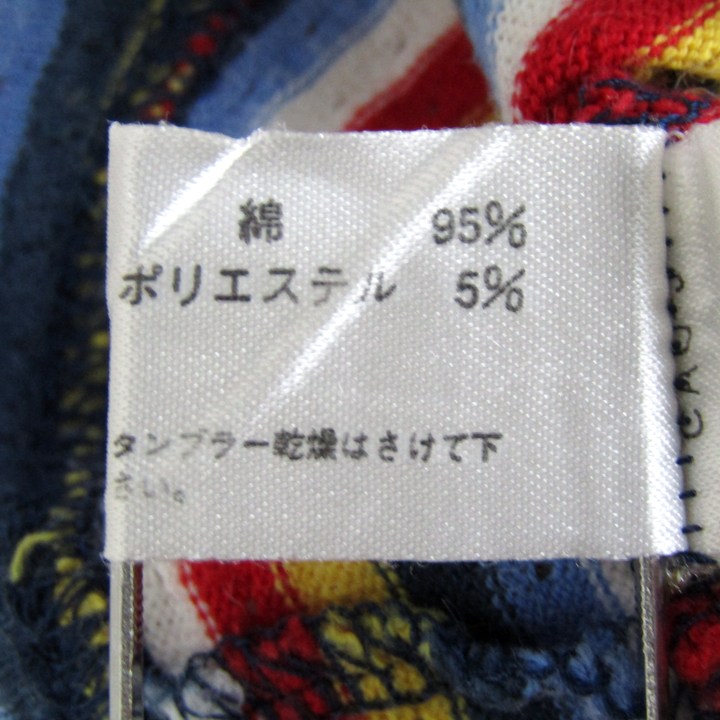 綿 95%
ポリエステル 5%
タンブラー乾燥はさけて下
さい。